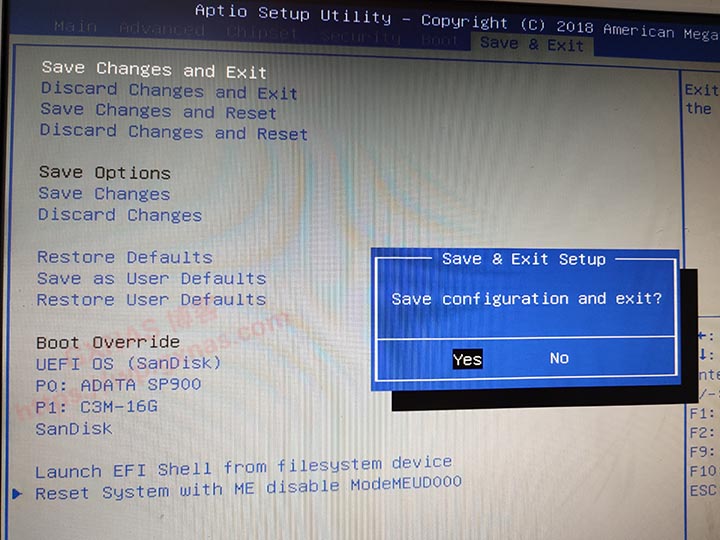 Aptio Setup Utility – Copyright (C) 2018 American Mega
Main Advanced Chipset Security Boot Save & Exit
Save Changes and Exit
Discard Changes and Exit
Save Changes and Reset
Discard Changes and Reset
Save Options
Save Changes
Discard Changes
Restore Defaults
Save as User Defaults
Restore User Defaults
Boot Override
UEFI OS (SanDisk)
P0: ADATA SP900
P1: C3M-16G
SanDisk
Launch EFI Shell from filesystem device
Reset System with ME disable ModeMEUD000
Save & Exit Setup
Save configuration and exit?
Yes No
Exit
the
F1:
F2:
F9:
F10
ESC